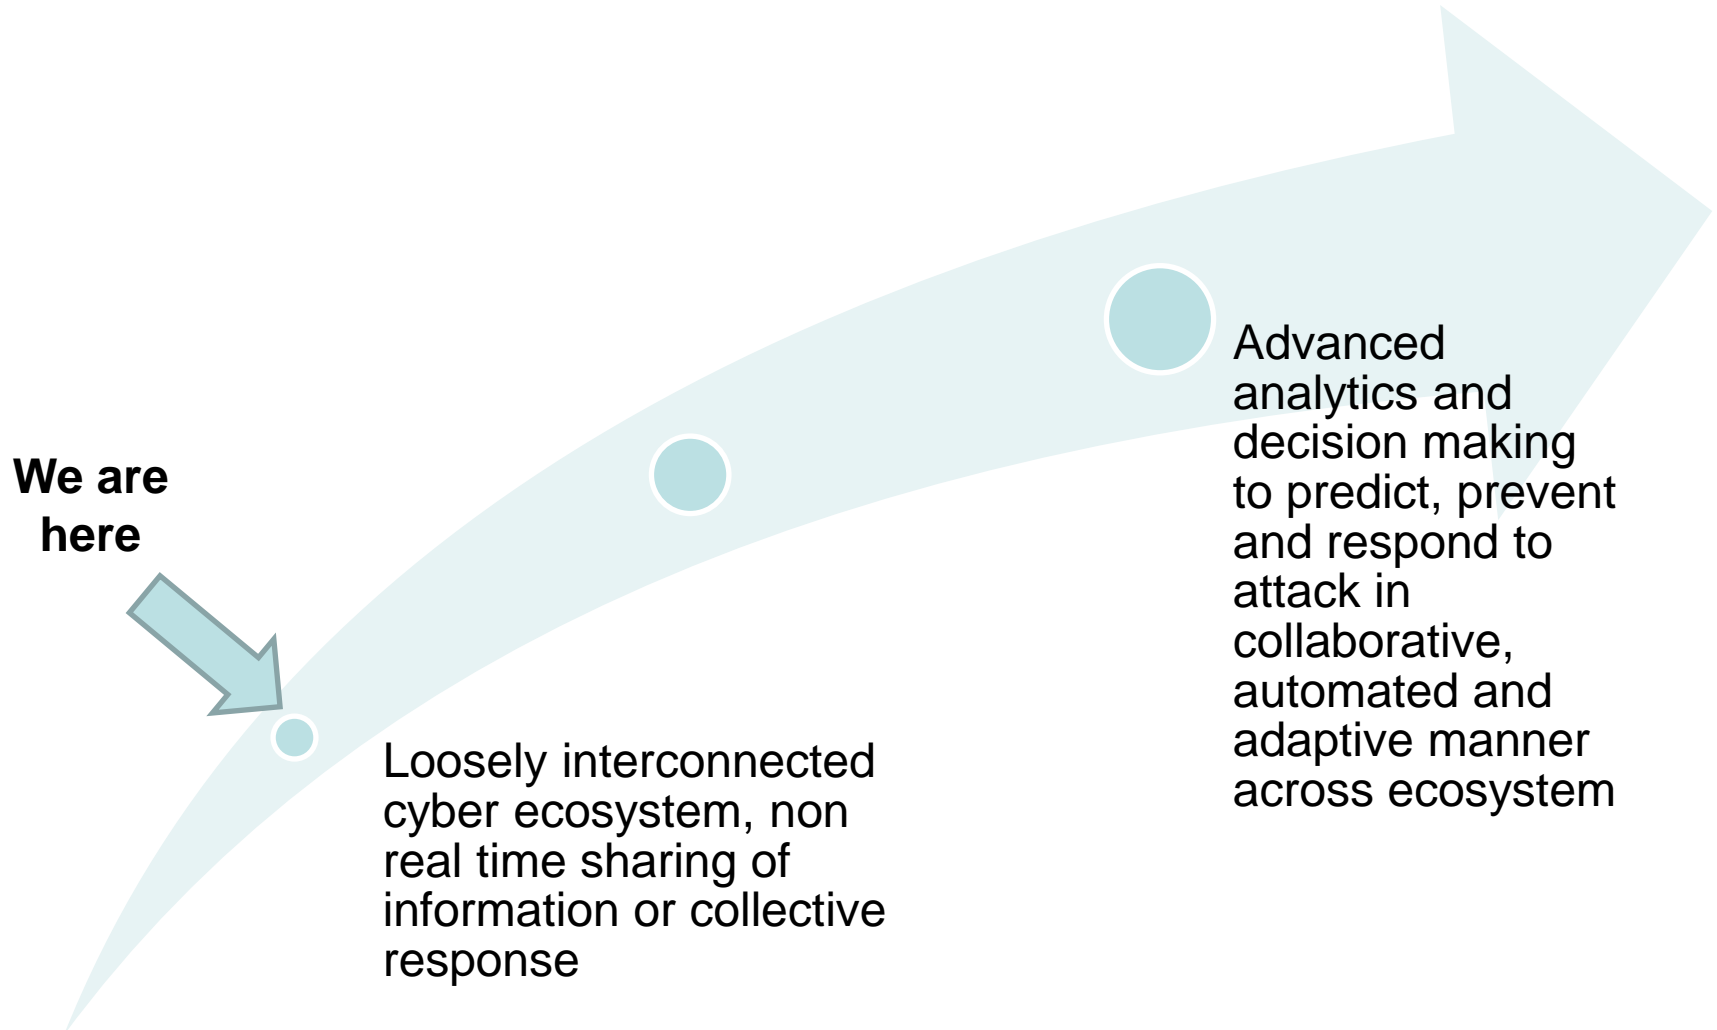 We are
here
Loosely interconnected
cyber ecosystem, non
real time sharing of
information or collective
response
Advanced
analytics and
decision making
to predict, prevent
and respond to
attack in
collaborative,
automated and
adaptive manner
across ecosystem